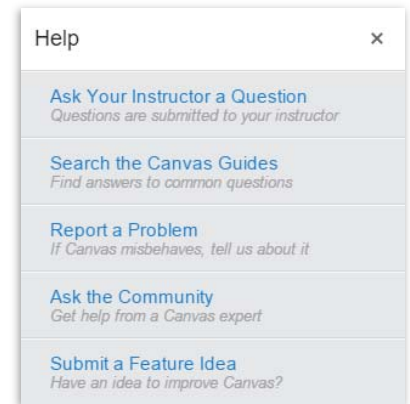 Help ×
Ask Your Instructor a Question
Questions are submitted to your instructor
Search the Canvas Guides
Find answers to common questions
Report a Problem
If Canvas misbehaves, tell us about it
Ask the Community
Get help from a Canvas expert
Submit a Feature Idea
Have an idea to improve Canvas?